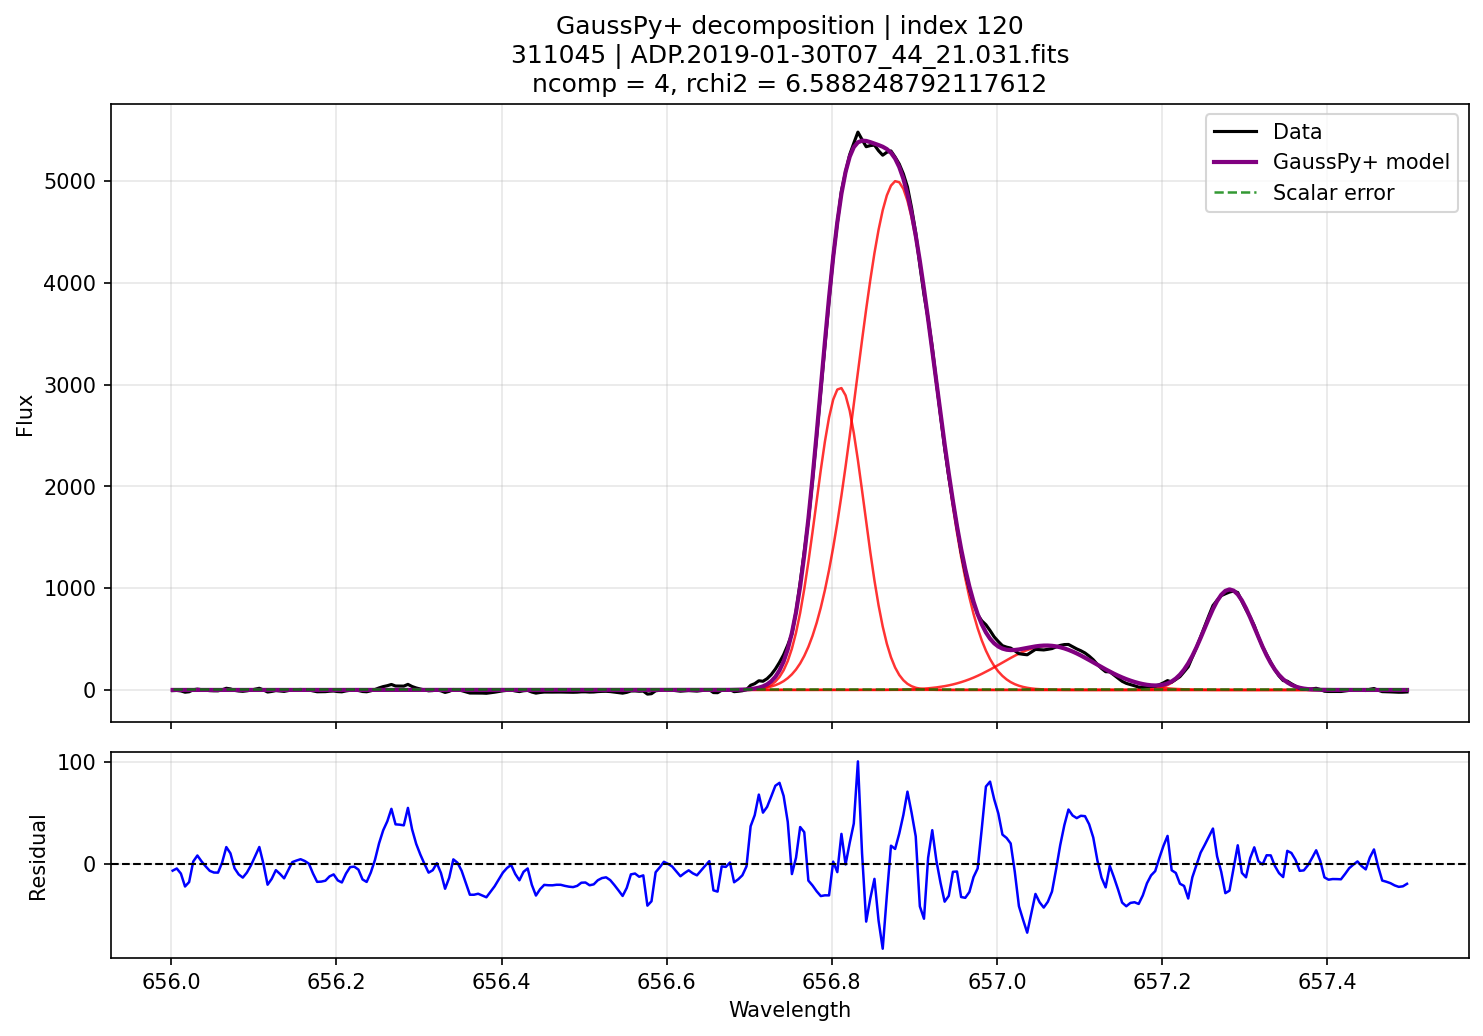 GaussPy+ decomposition | index 120
311045 | ADP.2019-01-30T07_44_21.031.fits
ncomp = 4, rchi2 = 6.588248792117612
Data
GaussPy+ model
Scalar error
Flux
5000
4000
3000
2000
1000
0
Residual
100
0
656.0
656.2
656.4
656.6
656.8
657.0
657.2
657.4
Wavelength